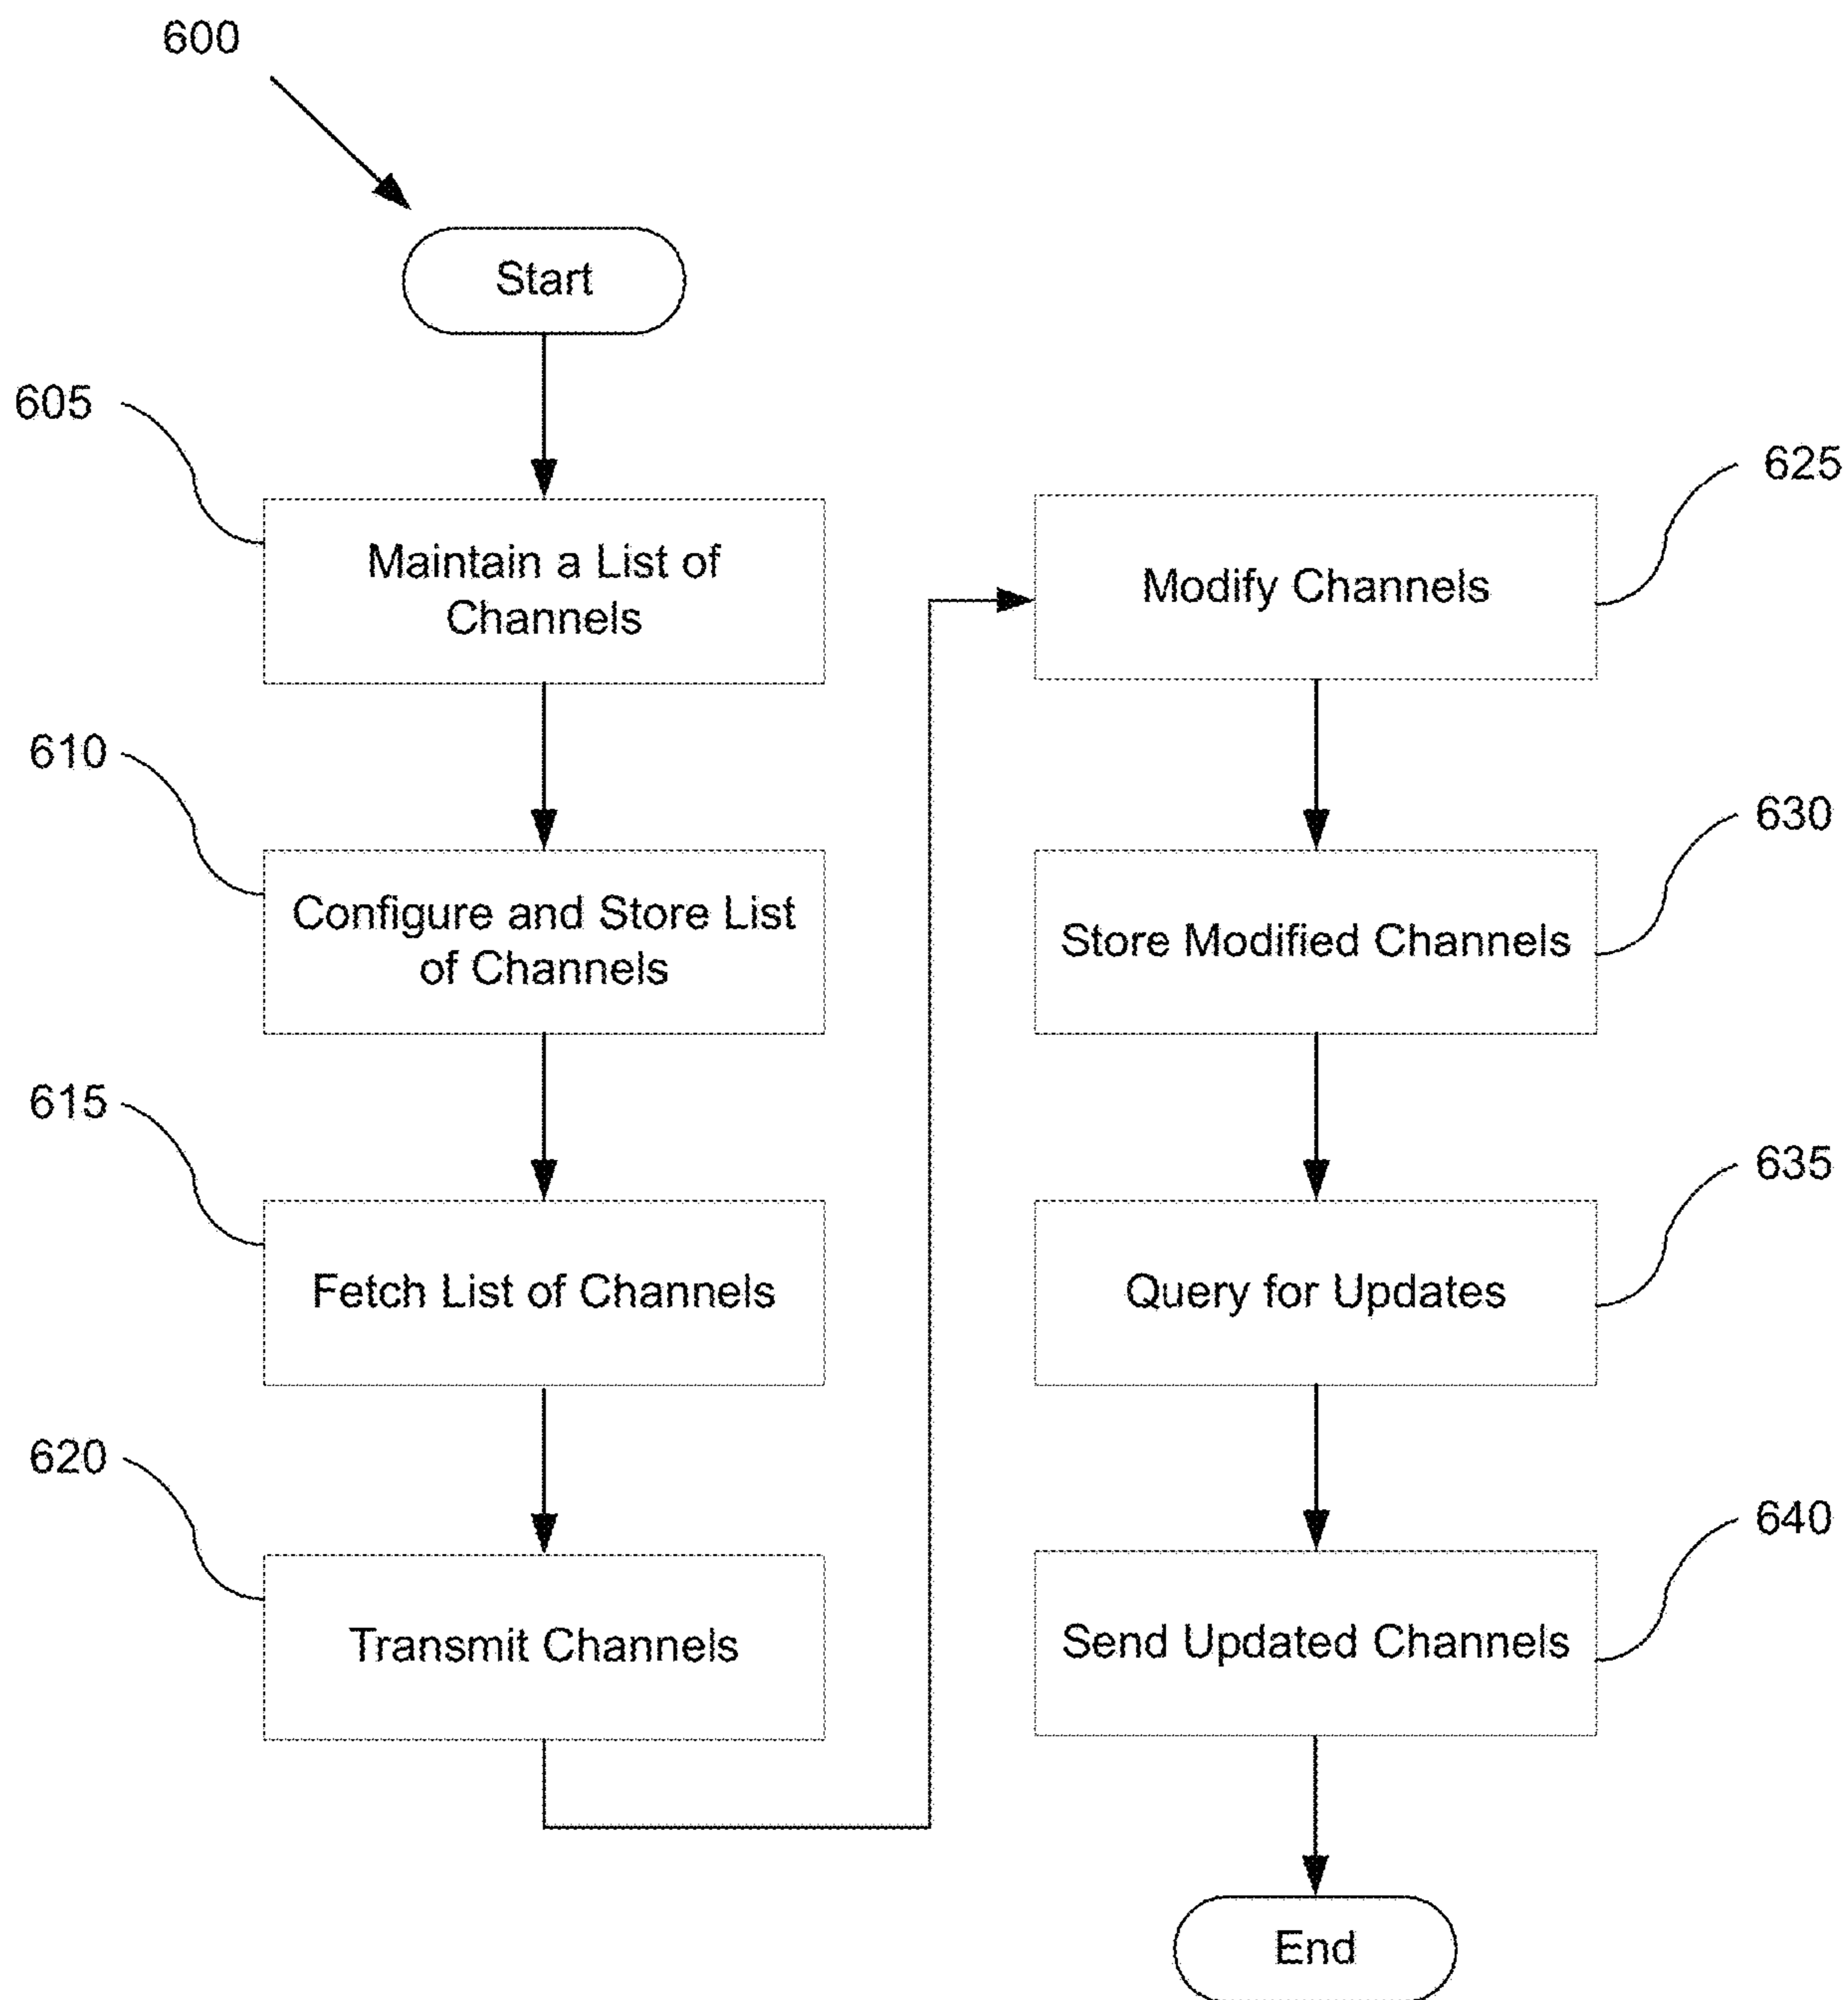 600
Start
605
Maintain a List of
Channels
610
Configure and Store List
of Channels
615
Fetch List of Channels
620
Transmit Channels
625
Modify Channels
630
Store Modified Channels
635
Query for Updates
640
Send Updated Channels
End